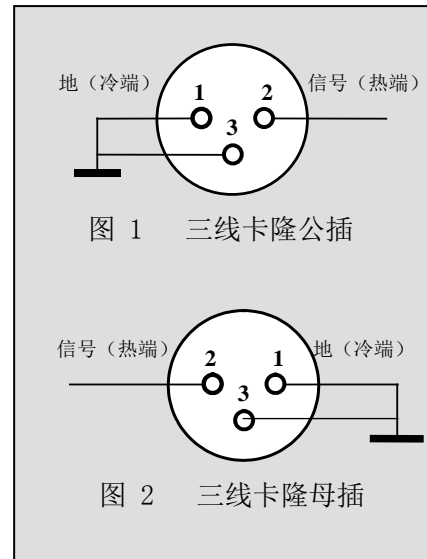 地（冷端） 信号（热端）
1 2
3
图 1 三线卡隆公插
信号（热端） 地（冷端）
2 1
3
图 2 三线卡隆母插